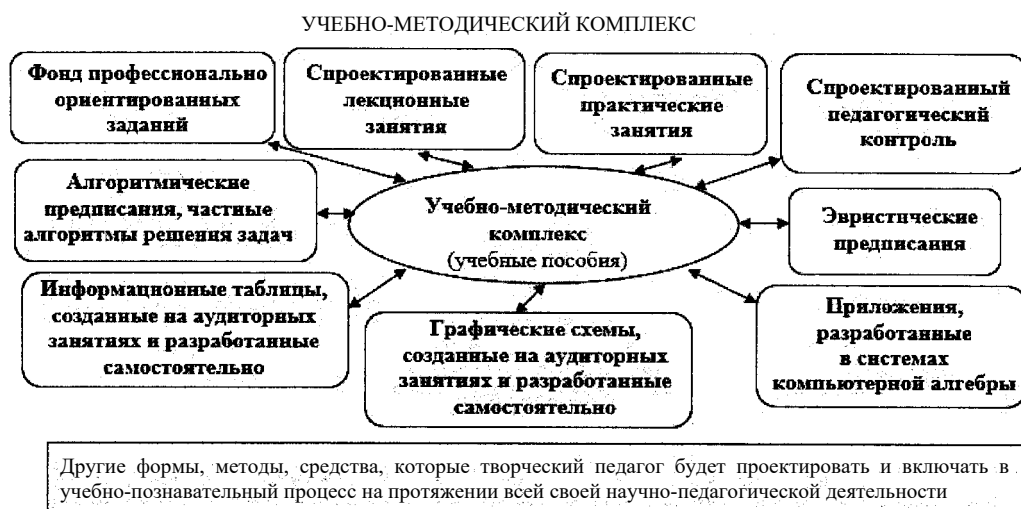 УЧЕБНО-МЕТОДИЧЕСКИЙ КОМПЛЕКС
Фонд профессионально
ориентированных
заданий
Спроектированные
лекционные
занятия
Спроектированные
практические
занятия
Спроектированный
педагогический
контроль
Алгоритмические
предписания, частные
алгоритмы решения задач
Учебно-методический
комплекс
(учебные пособия)
Эвристические
предписания
Информационные таблицы,
созданные на аудиторных
занятиях и разработанные
самостоятельно
Графические схемы,
созданные на аудиторных
занятиях и разработанные
самостоятельно
Приложения,
разработанные
в системах
компьютерной алгебры
Другие формы, методы, средства, которые творческий педагог будет проектировать и включать в
учебно-познавательный процесс на протяжении всей своей научно-педагогической деятельности